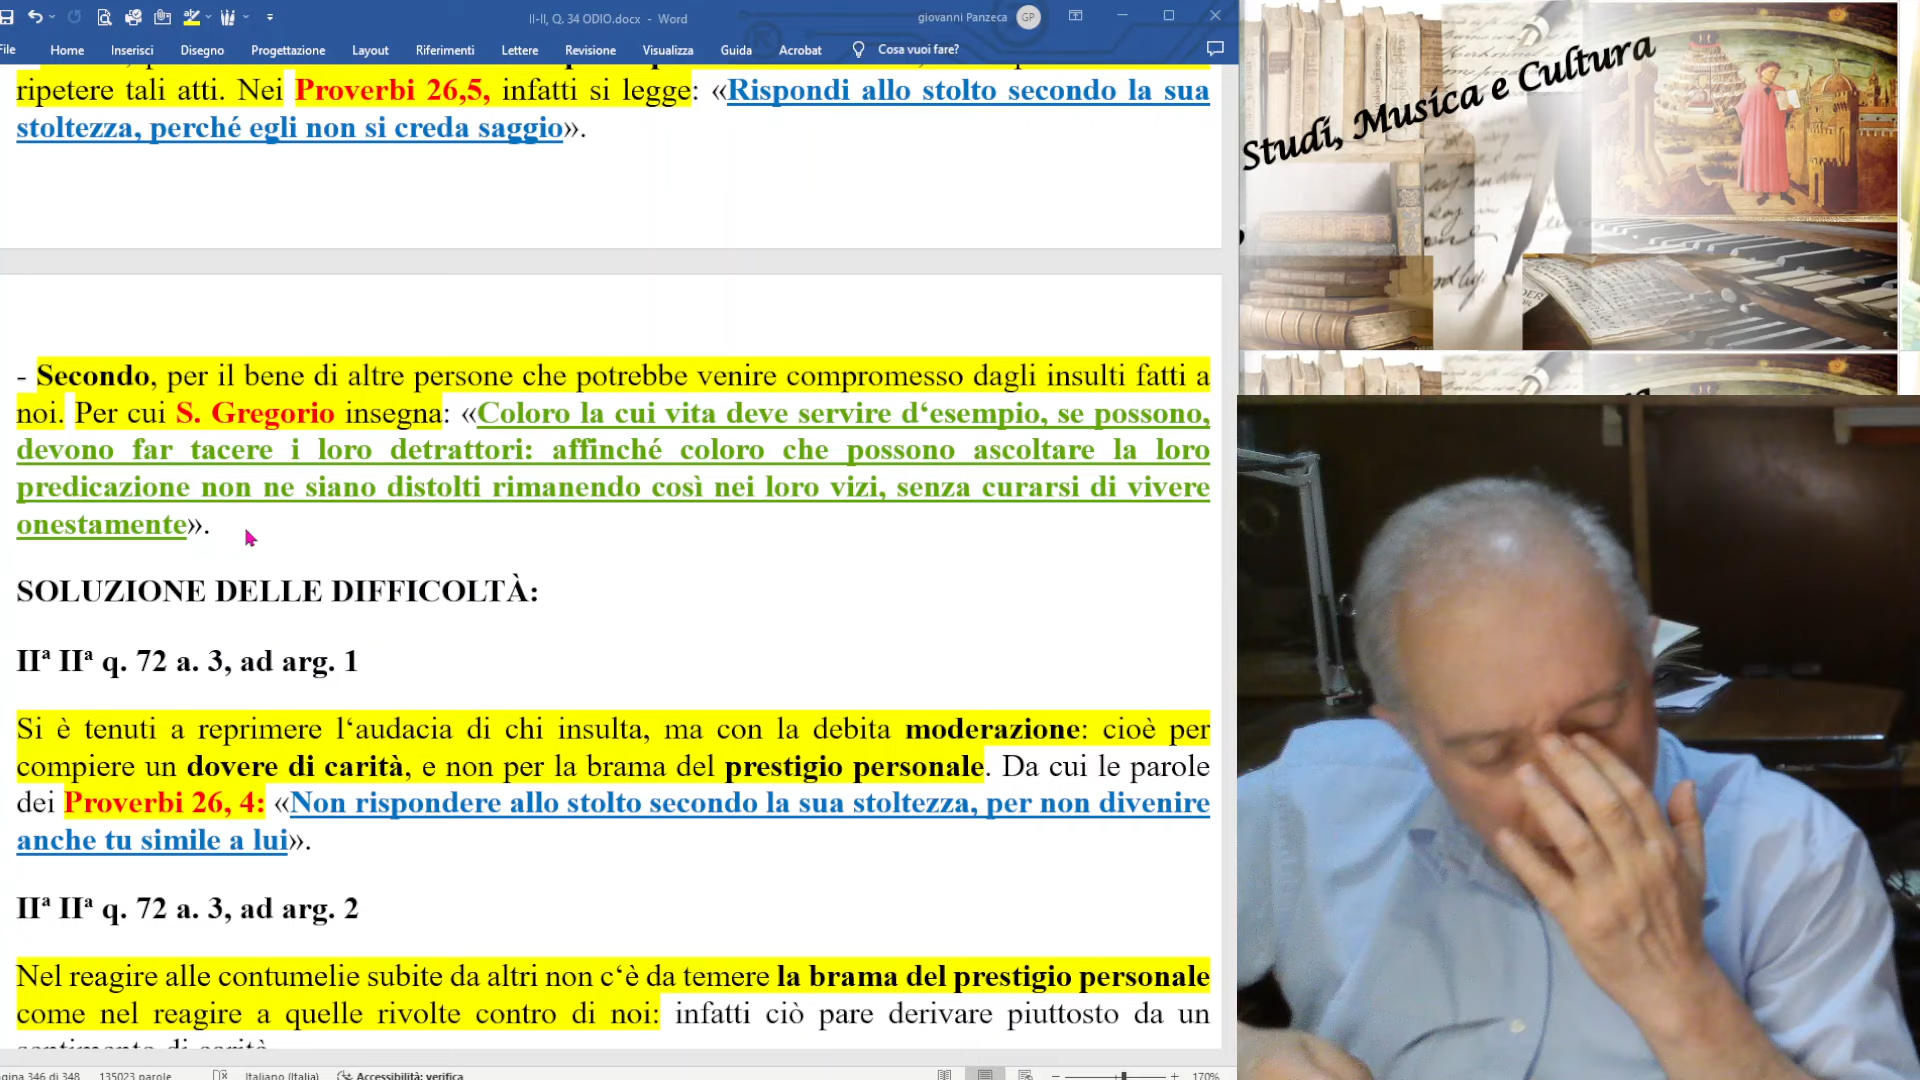 II-II, Q. 34 ODIO.docx - Word
giovanni Panzeca
GP
File Home Inserisci Disegno Progettazione Layout Riferimenti Lettere Revisione Visualizza Guida Acrobat Cosa vuoi fare?
ripetere tali atti. Nei Proverbi 26,5, infatti si legge: «Rispondi allo stolto secondo la sua
stoltezza, perché egli non si creda saggio».
- Secondo, per il bene di altre persone che potrebbe venire compromesso dagli insulti fatti a
noi. Per cui S. Gregorio insegna: «Coloro la cui vita deve servire d‘esempio, se possono,
devono far tacere i loro detrattori: affinché coloro che possono ascoltare la loro
predicazione non ne siano distolti rimanendo così nei loro vizi, senza curarsi di vivere
onestamente».
SOLUZIONE DELLE DIFFICOLTÀ:
IIª IIª q. 72 a. 3, ad arg. 1
Si è tenuti a reprimere l‘audacia di chi insulta, ma con la debita moderazione: cioè per
compiere un dovere di carità, e non per la brama del prestigio personale. Da cui le parole
dei Proverbi 26, 4: «Non rispondere allo stolto secondo la sua stoltezza, per non divenire
anche tu simile a lui».
IIª IIª q. 72 a. 3, ad arg. 2
Nel reagire alle contumelie subite da altri non c‘è da temere la brama del prestigio personale
come nel reagire a quelle rivolte contro di noi: infatti ciò pare derivare piuttosto da un
sentimento di carità
gina 346 di 348 135023 parole Italiano (Italia) Accessibilità: verifica 170%
Studi, Musica e Cultura